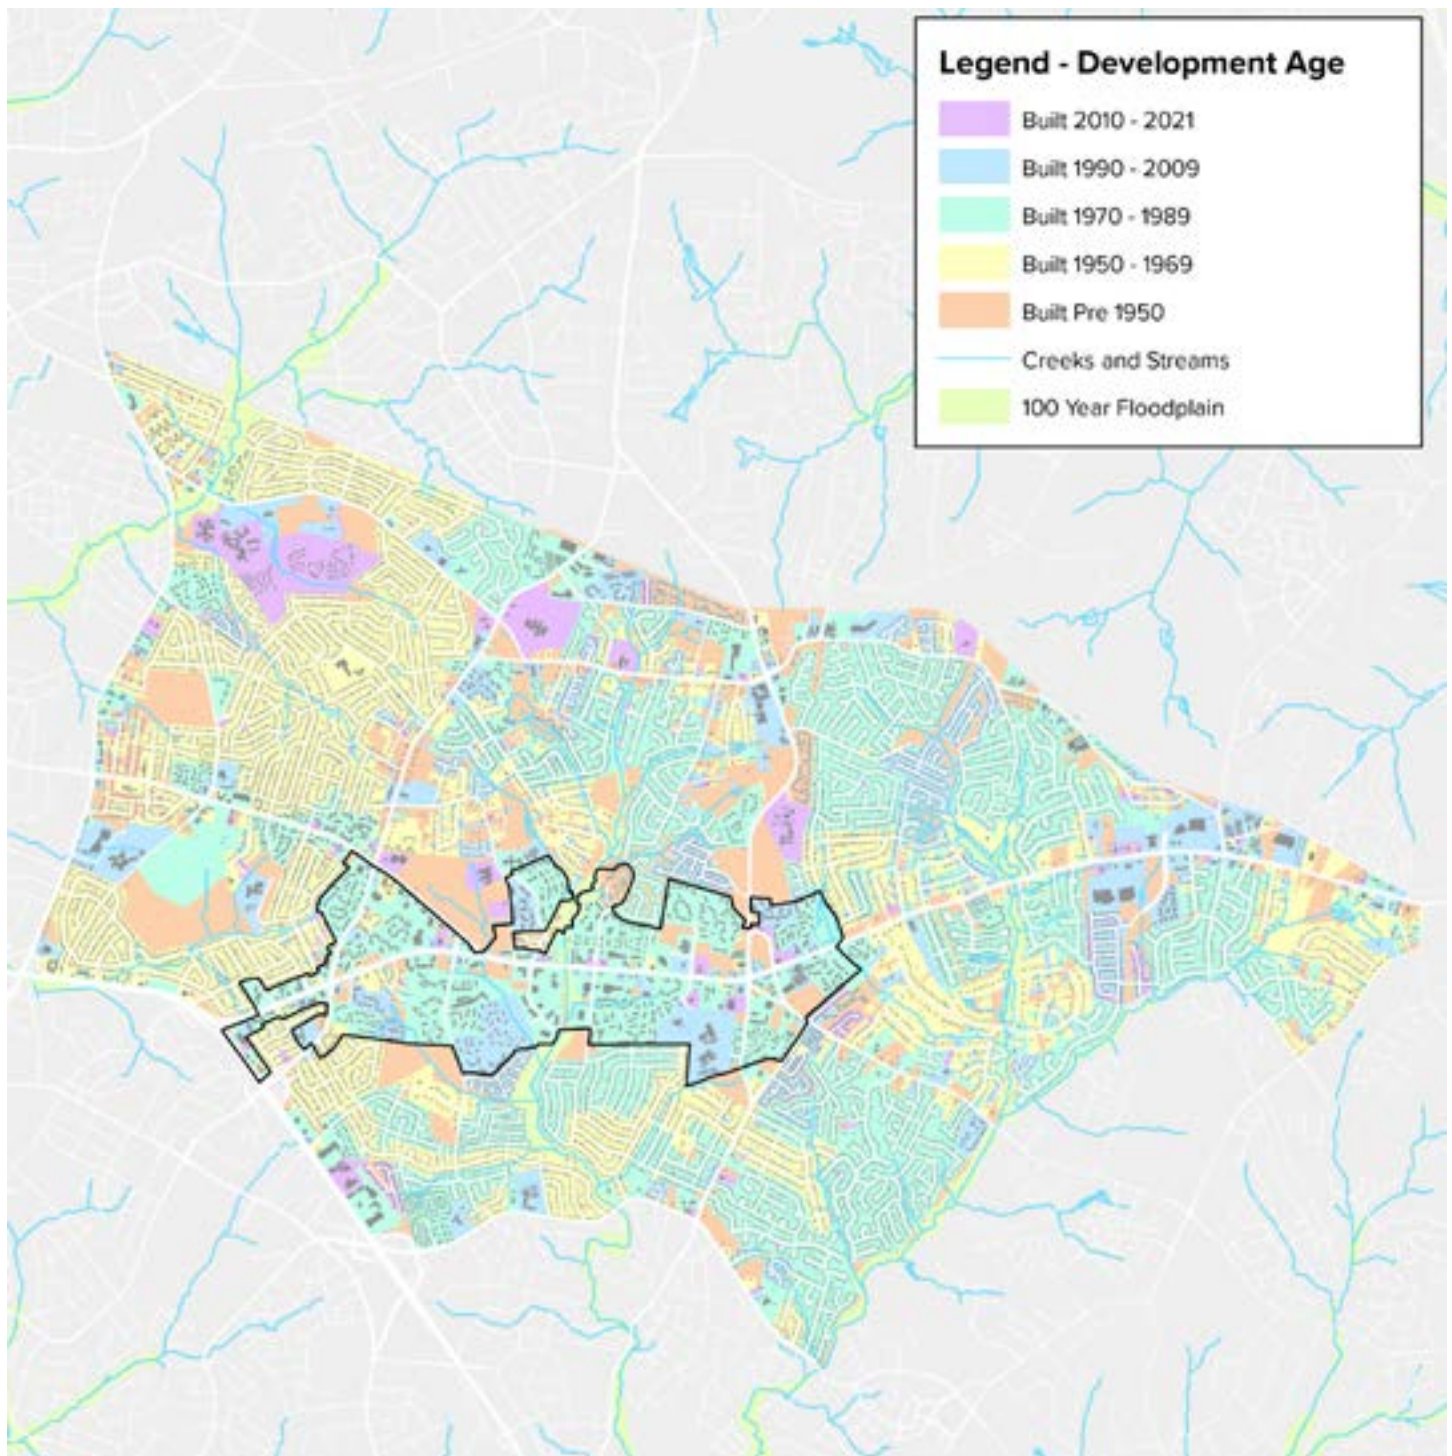 Legend - Development Age
Built 2010 - 2021
Built 1990 - 2009
Built 1970 - 1989
Built 1950 - 1969
Built Pre 1950
Creeks and Streams
100 Year Floodplain